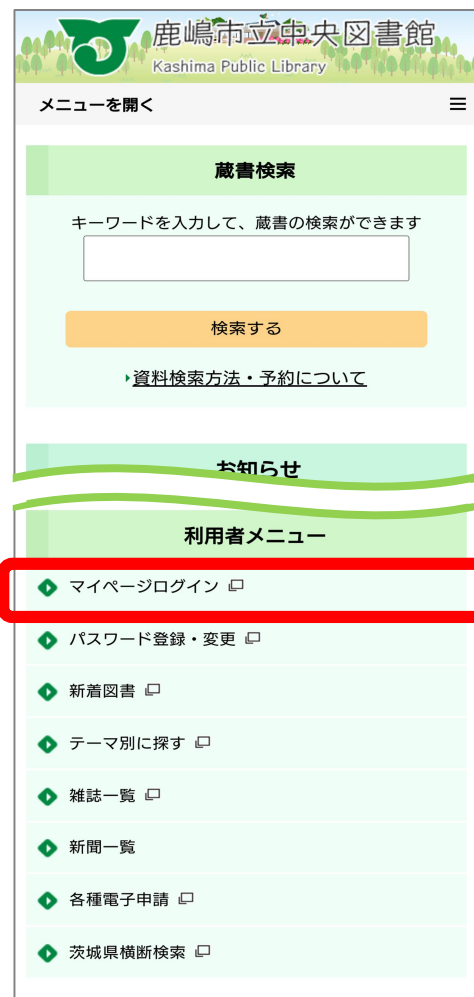 鹿嶋市立中央図書館
Kashima Public Library
メニューを開く
蔵書検索
キーワードを入力して、蔵書の検索ができます
検索する
資料検索方法・予約について
お知らせ
利用者メニュー
マイページログイン
パスワード登録・変更
新着図書
テーマ別に探す
雑誌一覧
新聞一覧
各種電子申請
茨城県横断検索